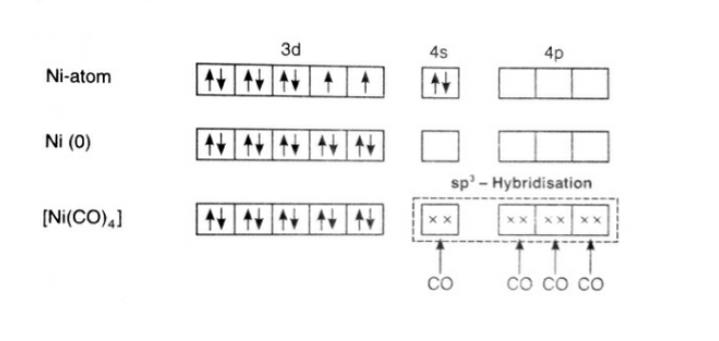 3d 4s 4p
Ni-atom
Ni (0)
sp³ – Hybridisation
[Ni(CO)₄]
×× ×× ×× ××
CO CO CO CO